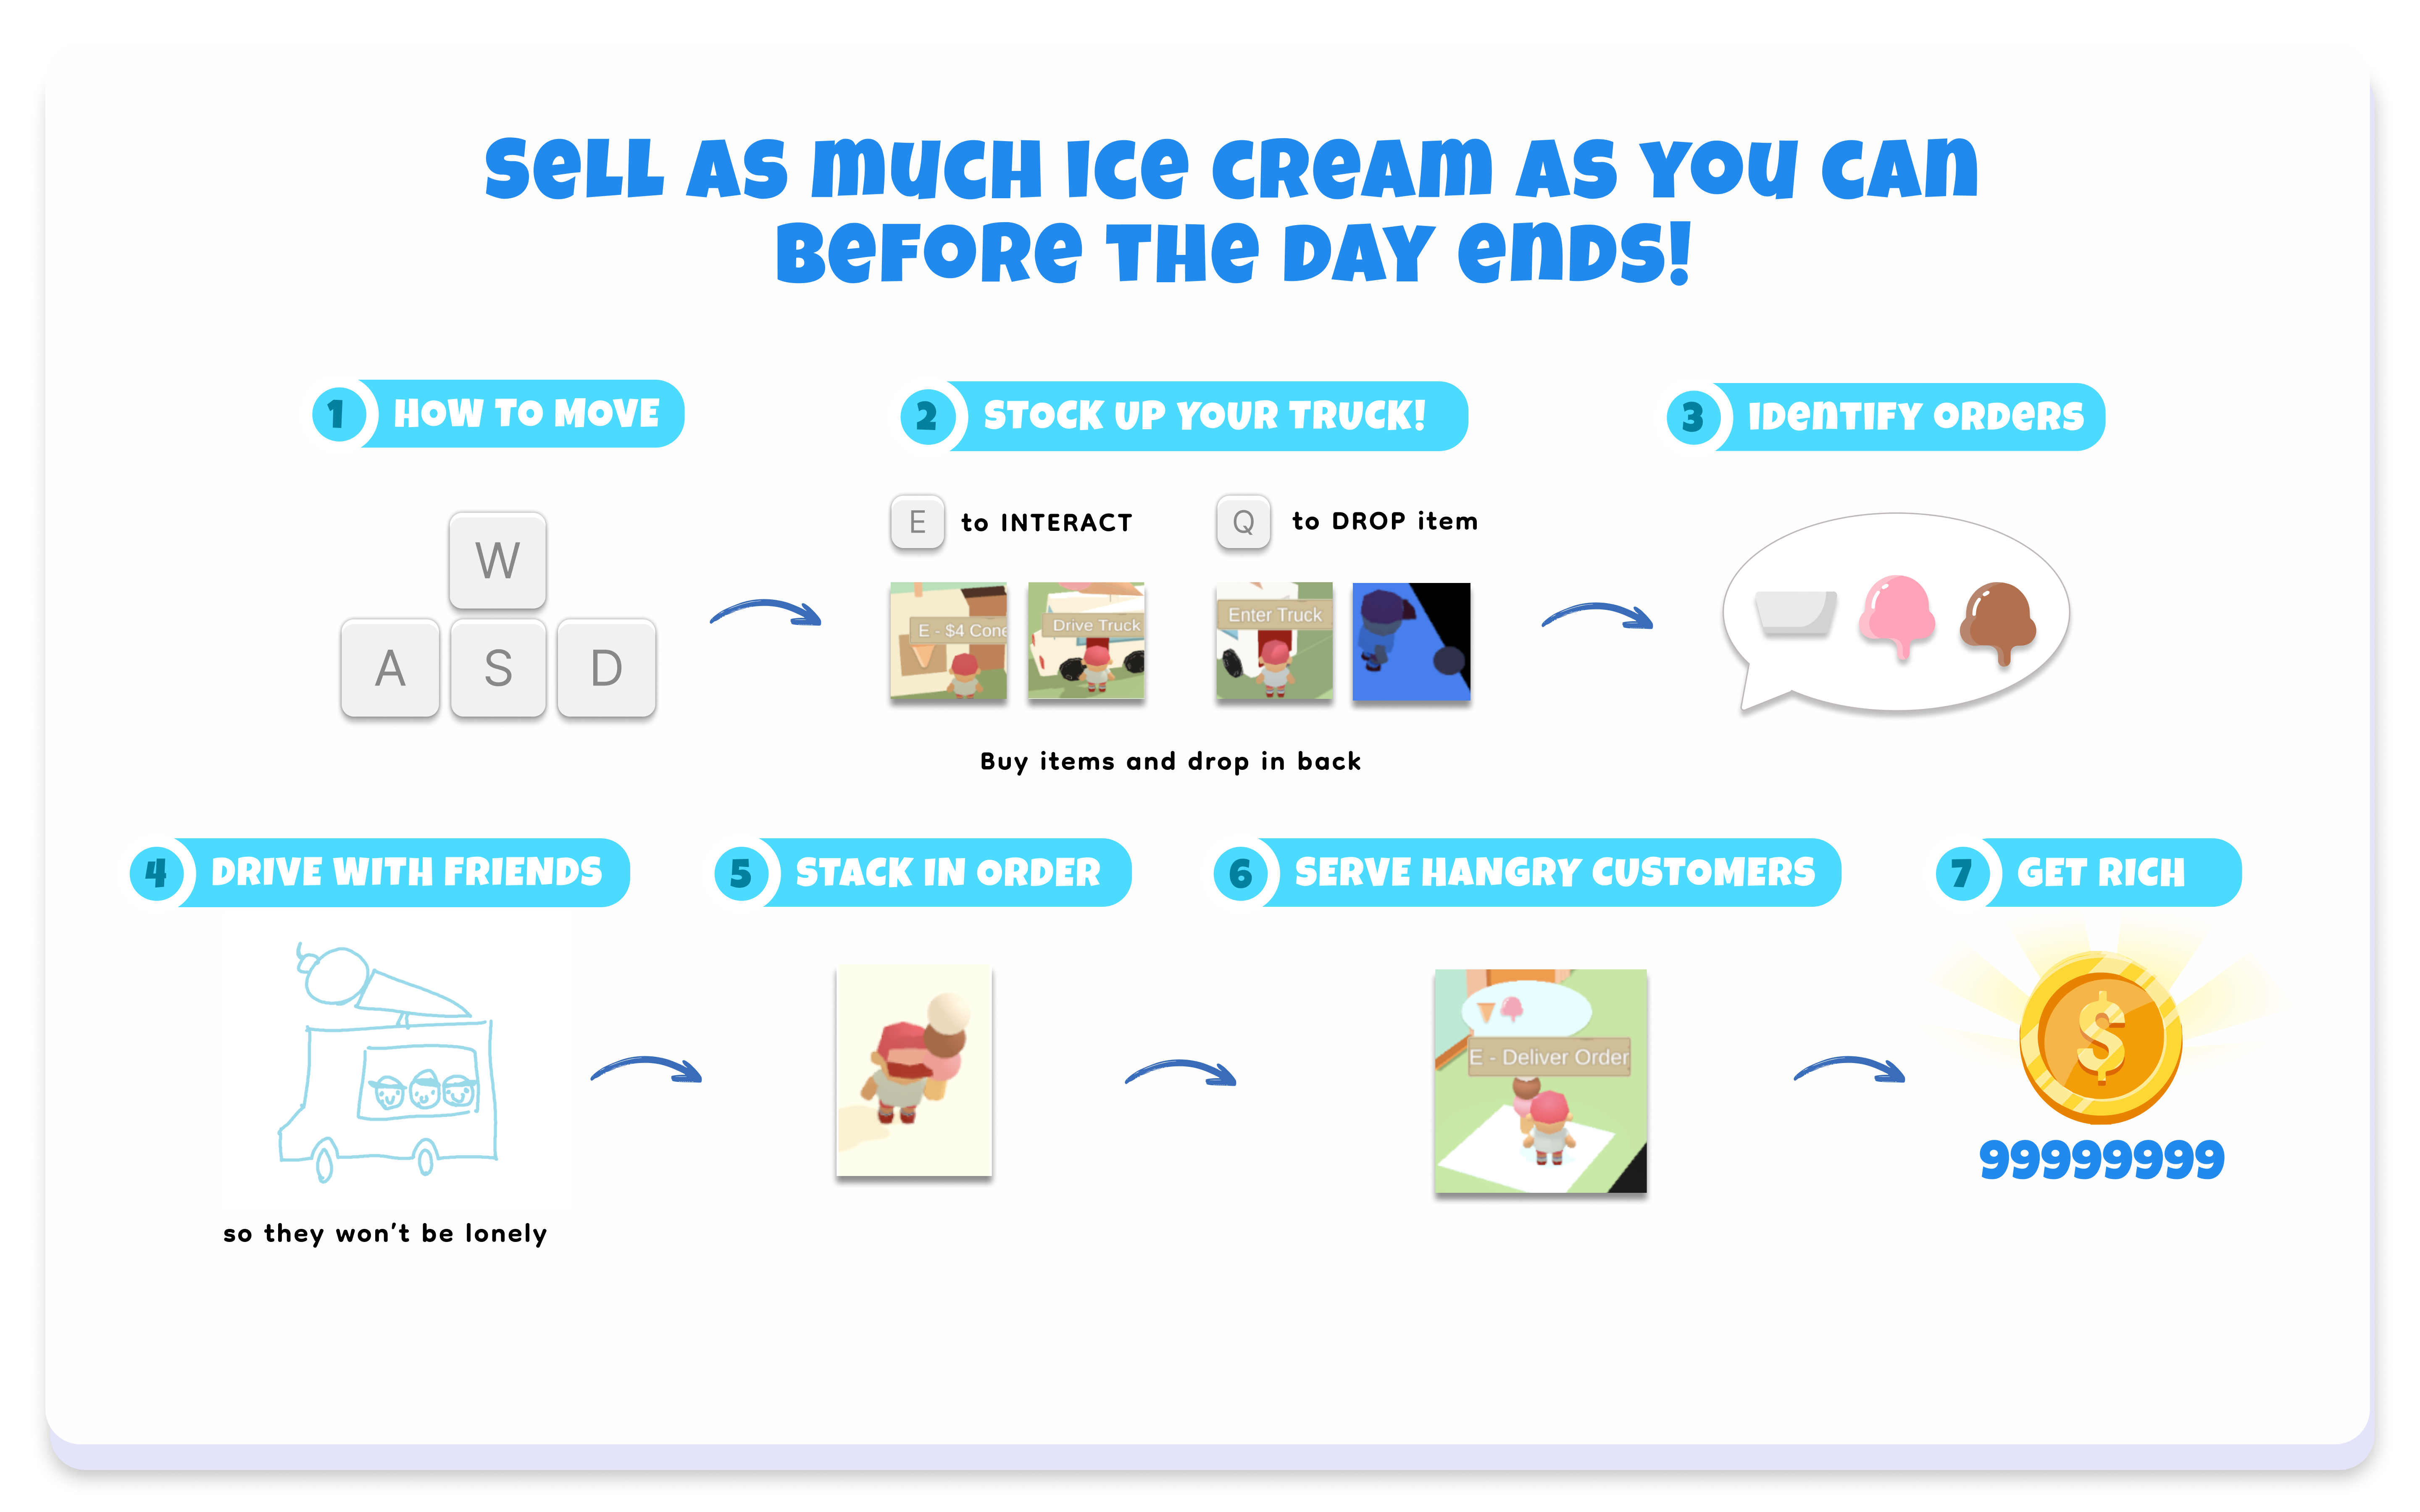 SELL AS MUCH ICE CREAM AS YOU CAN
BEFORE THE DAY ENDS!
1 HOW TO MOVE
2 STOCK UP YOUR TRUCK!
3 IDENTIFY ORDERS
W
A S D
E to INTERACT
Q to DROP item
E - $4 Cone
Drive Truck
Enter Truck
Buy items and drop in back
4 DRIVE WITH FRIENDS
5 STACK IN ORDER
6 SERVE HANGRY CUSTOMERS
7 GET RICH
E - Deliver Order
$
99999999
so they won't be lonely